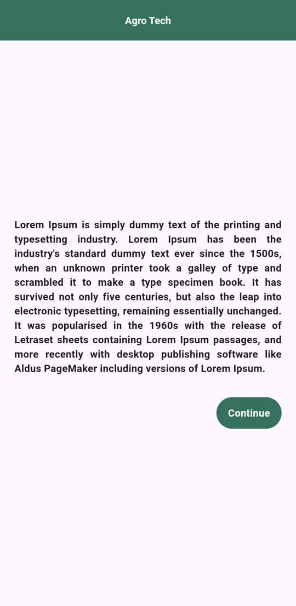 Agro Tech
Lorem Ipsum is simply dummy text of the printing and
typesetting industry. Lorem Ipsum has been the
industry's standard dummy text ever since the 1500s,
when an unknown printer took a galley of type and
scrambled it to make a type specimen book. It has
survived not only five centuries, but also the leap into
electronic typesetting, remaining essentially unchanged.
It was popularised in the 1960s with the release of
Letraset sheets containing Lorem Ipsum passages, and
more recently with desktop publishing software like
Aldus PageMaker including versions of Lorem Ipsum.
Continue